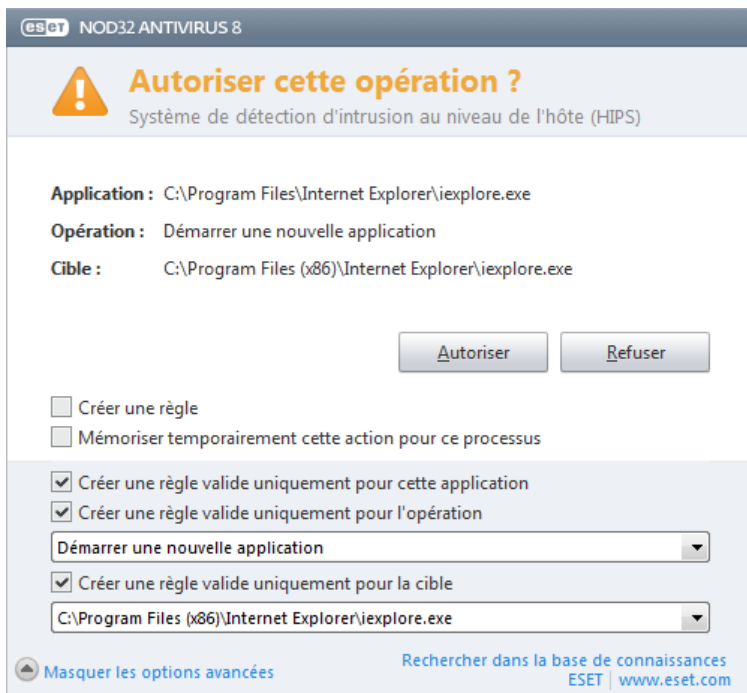 eset NOD32 ANTIVIRUS 8
Autoriser cette opération ?
Système de détection d'intrusion au niveau de l'hôte (HIPS)
Application : C:\Program Files\Internet Explorer\iexplore.exe
Opération : Démarrer une nouvelle application
Cible : C:\Program Files (x86)\Internet Explorer\iexplore.exe
Autoriser Refuser
Créer une règle
Mémoriser temporairement cette action pour ce processus
Créer une règle valide uniquement pour cette application
Créer une règle valide uniquement pour l'opération
Démarrer une nouvelle application
Créer une règle valide uniquement pour la cible
C:\Program Files (x86)\Internet Explorer\iexplore.exe
Masquer les options avancées
Rechercher dans la base de connaissances
ESET | www.eset.com